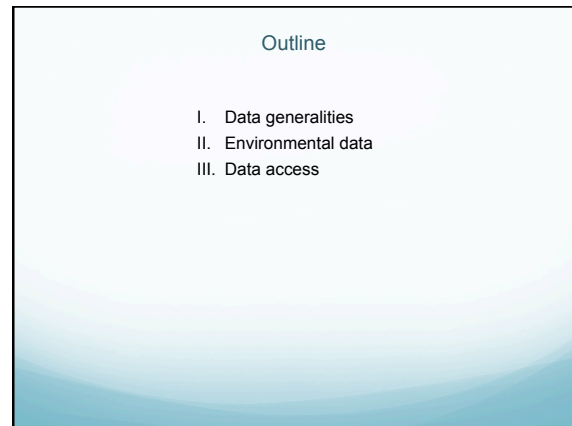 Outline
I. Data generalities
II. Environmental data
III. Data access